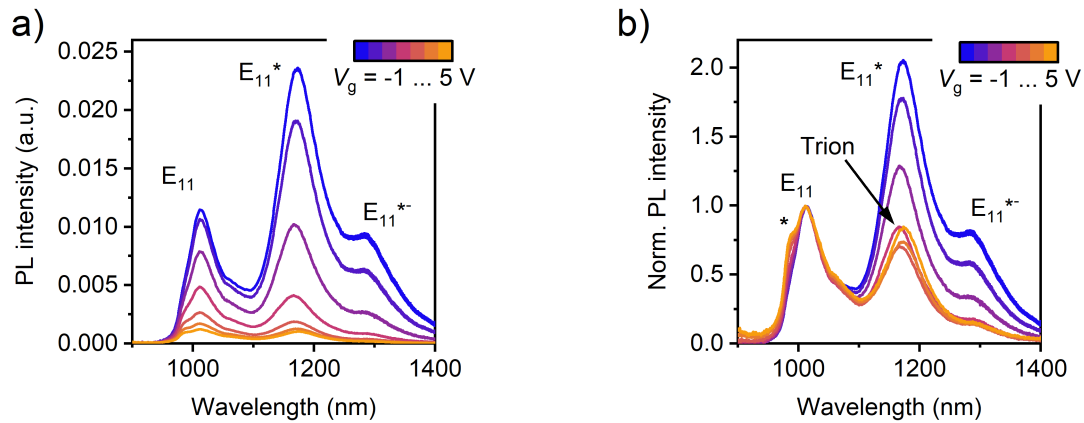 a)
PL intensity (a.u.)
0.025
0.020
0.015
0.010
0.005
0.000
E₁₁
E₁₁*
E₁₁*⁻
V_g = -1 ... 5 V
1000 1200 1400
Wavelength (nm)
b)
Norm. PL intensity
2.0
1.5
1.0
0.5
0.0
E₁₁*
V_g = -1 ... 5 V
Trion
E₁₁
*
E₁₁*⁻
1000 1200 1400
Wavelength (nm)